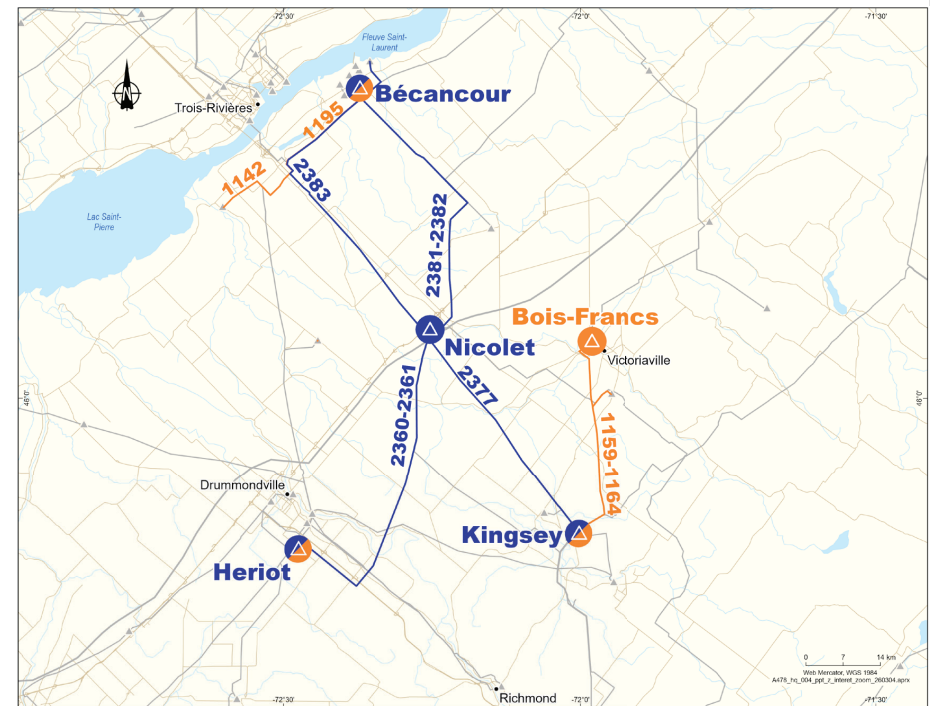 -72°30'
-72°0'
-71°30'
Fleuve Saint-
Laurent
Bécancour
Trois-Rivières
1195
1142
2383
Lac Saint-
Pierre
2381-2382
Bois-Francs
Nicolet
Victoriaville
2377
2360-2361
46°0'
46°0'
1159-1164
Drummondville
Kingsey
Heriot
0 7 14 km
Web Mercator, WGS 1984
A478_hq_004_ppt_z_interet_zoom_260304.aprx
Richmond
-72°30'
-72°0'
-71°30'